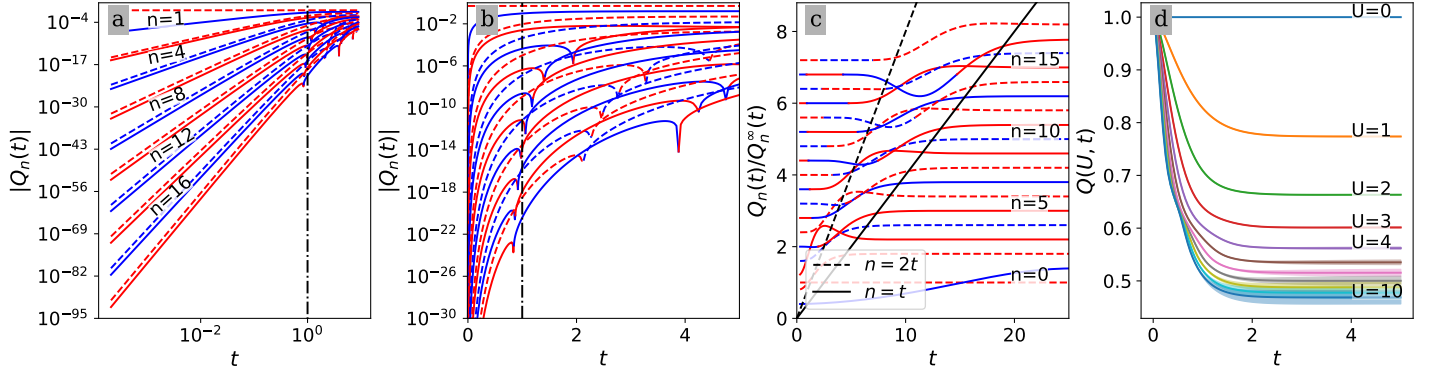 a
n=1
n=4
n=8
n=12
n=16
10^{-4}
10^{-17}
10^{-30}
10^{-43}
10^{-56}
10^{-69}
10^{-82}
10^{-95}
|Q_n(t)|
10^{-2}
10^0
t
b
10^{-2}
10^{-6}
10^{-10}
10^{-14}
10^{-18}
10^{-22}
10^{-26}
10^{-30}
|Q_n(t)|
0
2
4
t
c
n=15
n=10
n=5
n=0
8
6
4
2
0
Q_n(t)/Q_n^∞(t)
n = 2t
n = t
0
10
20
t
d
U=0
U=1
U=2
U=3
U=4
U=10
1.0
0.9
0.8
0.7
0.6
0.5
Q(U, t)
0
2
4
t